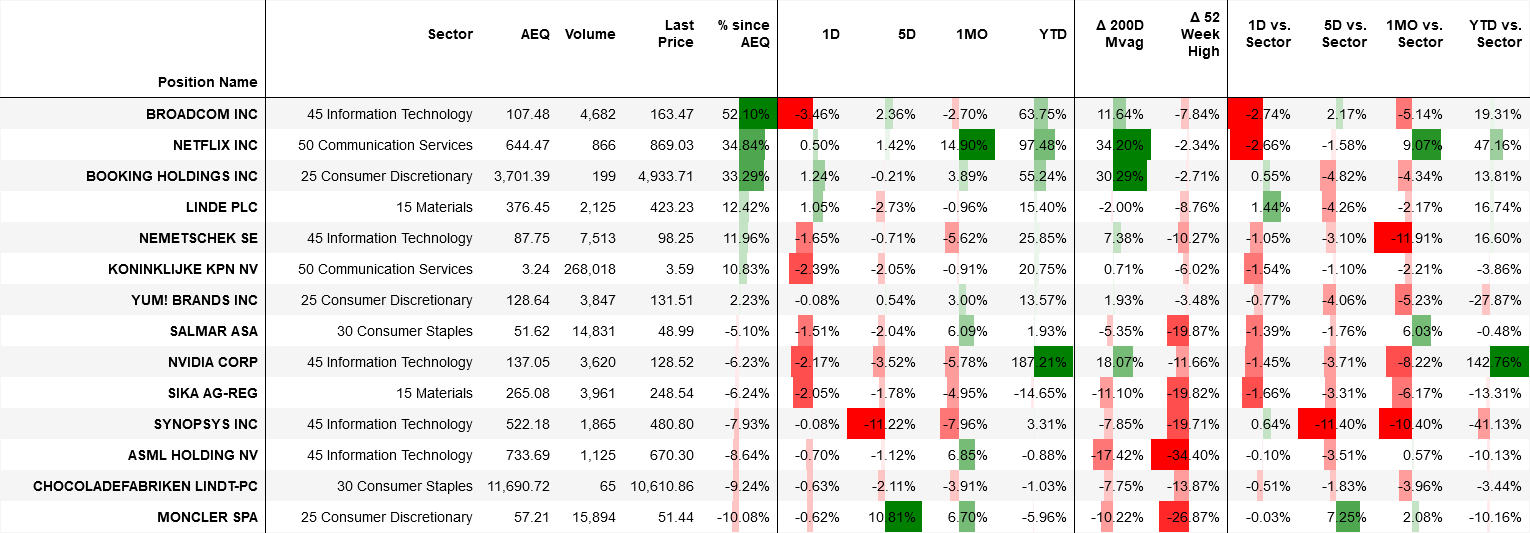 Position Name Sector AEQ Volume Last Price % since AEQ 1D 5D 1MO YTD Δ 200D Mvag Δ 52 Week High 1D vs. Sector 5D vs. Sector 1MO vs. Sector YTD vs. Sector
BROADCOM INC 45 Information Technology 107.48 4,682 163.47 52.10% -3.46% 2.36% -2.70% 63.75% 11.64% -7.84% -2.74% 2.17% -5.14% 19.31%
NETFLIX INC 50 Communication Services 644.47 866 869.03 34.84% 0.50% 1.42% 14.90% 97.48% 34.20% -2.34% -2.66% -1.58% 9.07% 47.16%
BOOKING HOLDINGS INC 25 Consumer Discretionary 3,701.39 199 4,933.71 33.29% 1.24% -0.21% 3.89% 55.24% 30.29% -2.71% 0.55% -4.82% -4.34% 13.81%
LINDE PLC 15 Materials 376.45 2,125 423.23 12.42% 1.05% -2.73% -0.96% 15.40% -2.00% -8.76% 1.44% -4.26% -2.17% 16.74%
NEMETSCHEK SE 45 Information Technology 87.75 7,513 98.25 11.96% -1.65% -0.71% -5.62% 25.85% 7.38% -10.27% -1.05% -3.10% -11.91% 16.60%
KONINKLIJKE KPN NV 50 Communication Services 3.24 268,018 3.59 10.83% -2.39% -2.05% -0.91% 20.75% 0.71% -6.02% -1.54% -1.10% -2.21% -3.86%
YUM! BRANDS INC 25 Consumer Discretionary 128.64 3,847 131.51 2.23% -0.08% 0.54% 3.00% 13.57% 1.93% -3.48% -0.77% -4.06% -5.23% -27.87%
SALMAR ASA 30 Consumer Staples 51.62 14,831 48.99 -5.10% -1.51% -2.04% 6.09% 1.93% -5.35% -19.87% -1.39% -1.76% 6.03% -0.48%
NVIDIA CORP 45 Information Technology 137.05 3,620 128.52 -6.23% -2.17% -3.52% -5.78% 187.21% 18.07% -11.66% -1.45% -3.71% -8.22% 142.76%
SIKA AG-REG 15 Materials 265.08 3,961 248.54 -6.24% -2.05% -1.78% -4.95% -14.65% -11.10% -19.82% -1.66% -3.31% -6.17% -13.31%
SYNOPSYS INC 45 Information Technology 522.18 1,865 480.80 -7.93% -0.08% -11.22% -7.96% 3.31% -7.85% -19.71% 0.64% -11.40% -10.40% -41.13%
ASML HOLDING NV 45 Information Technology 733.69 1,125 670.30 -8.64% -0.70% -1.12% 6.85% -0.88% -17.42% -34.40% -0.10% -3.51% 0.57% -10.13%
CHOCOLADEFABRIKEN LINDT-PC 30 Consumer Staples 11,690.72 65 10,610.86 -9.24% -0.63% -2.11% -3.91% -1.03% -7.75% -13.87% -0.51% -1.83% -3.96% -3.44%
MONCLER SPA 25 Consumer Discretionary 57.21 15,894 51.44 -10.08% -0.62% 10.81% 6.70% -5.96% -10.22% -26.87% -0.03% 7.25% 2.08% -10.16%